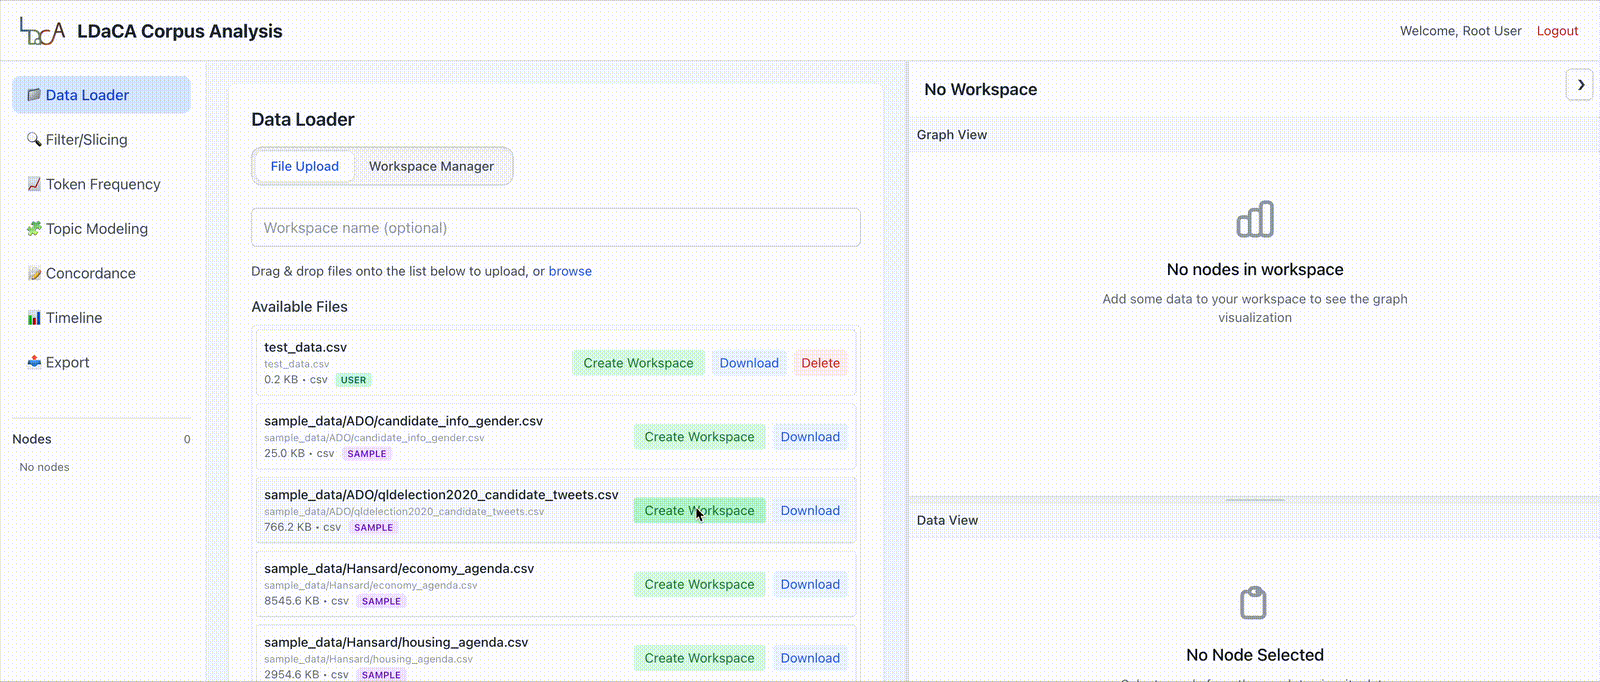 LDaCA
LDaCA Corpus Analysis
Welcome, Root User
Logout
Data Loader
Filter/Slicing
Token Frequency
Topic Modeling
Concordance
Timeline
Export
Nodes
0
No nodes
Data Loader
File Upload
Workspace Manager
Workspace name (optional)
Drag & drop files onto the list below to upload, or browse
Available Files
test_data.csv
test_data.csv
0.2 KB • csv USER
Create Workspace
Download
Delete
sample_data/ADO/candidate_info_gender.csv
sample_data/ADO/candidate_info_gender.csv
25.0 KB • csv SAMPLE
Create Workspace
Download
sample_data/ADO/qldelection2020_candidate_tweets.csv
sample_data/ADO/qldelection2020_candidate_tweets.csv
766.2 KB • csv SAMPLE
Create Workspace
Download
sample_data/Hansard/economy_agenda.csv
sample_data/Hansard/economy_agenda.csv
8545.6 KB • csv SAMPLE
Create Workspace
Download
sample_data/Hansard/housing_agenda.csv
sample_data/Hansard/housing_agenda.csv
2954.6 KB • csv SAMPLE
Create Workspace
Download
No Workspace
Graph View
No nodes in workspace
Add some data to your workspace to see the graph
visualization
Data View
No Node Selected